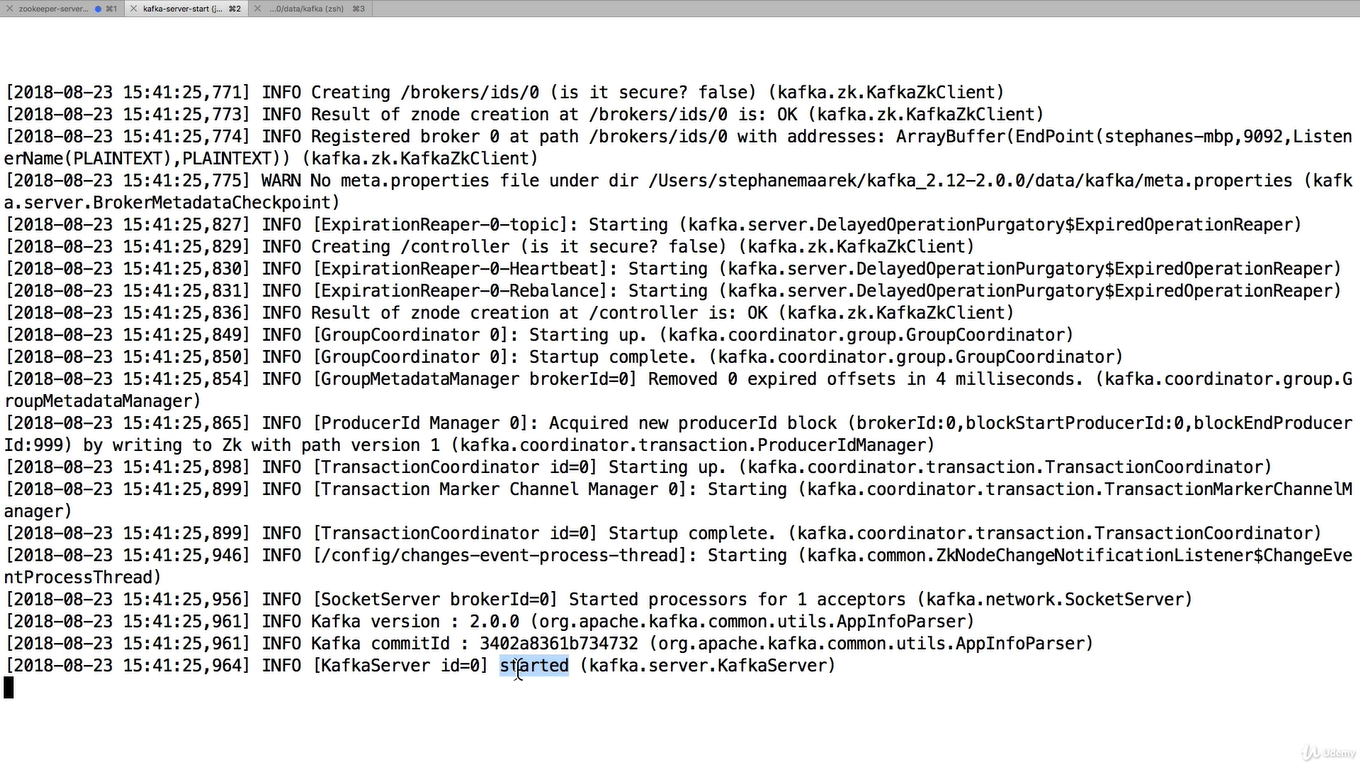 zookeeper-server... ⌘1 kafka-server-start (j... ⌘2 ...0/data/kafka (zsh) ⌘3
[2018-08-23 15:41:25,771] INFO Creating /brokers/ids/0 (is it secure? false) (kafka.zk.KafkaZkClient)
[2018-08-23 15:41:25,773] INFO Result of znode creation at /brokers/ids/0 is: OK (kafka.zk.KafkaZkClient)
[2018-08-23 15:41:25,774] INFO Registered broker 0 at path /brokers/ids/0 with addresses: ArrayBuffer(EndPoint(stephanes-mbp,9092,Listen
erName(PLAINTEXT),PLAINTEXT)) (kafka.zk.KafkaZkClient)
[2018-08-23 15:41:25,775] WARN No meta.properties file under dir /Users/stephanemaarek/kafka_2.12-2.0.0/data/kafka/meta.properties (kafk
a.server.BrokerMetadataCheckpoint)
[2018-08-23 15:41:25,827] INFO [ExpirationReaper-0-topic]: Starting (kafka.server.DelayedOperationPurgatory$ExpiredOperationReaper)
[2018-08-23 15:41:25,829] INFO Creating /controller (is it secure? false) (kafka.zk.KafkaZkClient)
[2018-08-23 15:41:25,830] INFO [ExpirationReaper-0-Heartbeat]: Starting (kafka.server.DelayedOperationPurgatory$ExpiredOperationReaper)
[2018-08-23 15:41:25,831] INFO [ExpirationReaper-0-Rebalance]: Starting (kafka.server.DelayedOperationPurgatory$ExpiredOperationReaper)
[2018-08-23 15:41:25,836] INFO Result of znode creation at /controller is: OK (kafka.zk.KafkaZkClient)
[2018-08-23 15:41:25,849] INFO [GroupCoordinator 0]: Starting up. (kafka.coordinator.group.GroupCoordinator)
[2018-08-23 15:41:25,850] INFO [GroupCoordinator 0]: Startup complete. (kafka.coordinator.group.GroupCoordinator)
[2018-08-23 15:41:25,854] INFO [GroupMetadataManager brokerId=0] Removed 0 expired offsets in 4 milliseconds. (kafka.coordinator.group.G
roupMetadataManager)
[2018-08-23 15:41:25,865] INFO [ProducerId Manager 0]: Acquired new producerId block (brokerId:0,blockStartProducerId:0,blockEndProducer
Id:999) by writing to Zk with path version 1 (kafka.coordinator.transaction.ProducerIdManager)
[2018-08-23 15:41:25,898] INFO [TransactionCoordinator id=0] Starting up. (kafka.coordinator.transaction.TransactionCoordinator)
[2018-08-23 15:41:25,899] INFO [Transaction Marker Channel Manager 0]: Starting (kafka.coordinator.transaction.TransactionMarkerChannelM
anager)
[2018-08-23 15:41:25,899] INFO [TransactionCoordinator id=0] Startup complete. (kafka.coordinator.transaction.TransactionCoordinator)
[2018-08-23 15:41:25,946] INFO [/config/changes-event-process-thread]: Starting (kafka.common.ZkNodeChangeNotificationListener$ChangeEve
ntProcessThread)
[2018-08-23 15:41:25,956] INFO [SocketServer brokerId=0] Started processors for 1 acceptors (kafka.network.SocketServer)
[2018-08-23 15:41:25,961] INFO Kafka version : 2.0.0 (org.apache.kafka.common.utils.AppInfoParser)
[2018-08-23 15:41:25,961] INFO Kafka commitId : 3402a8361b734732 (org.apache.kafka.common.utils.AppInfoParser)
[2018-08-23 15:41:25,964] INFO [KafkaServer id=0] started (kafka.server.KafkaServer)
Udemy